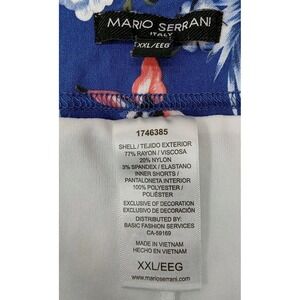 MARIO SERRANI
ITALY
XXL/EEG
1746385
SHELL / TEJIDO EXTERIOR
77% RAYON / VISCOSA
20% NYLON
3% SPANDEX / ELASTANO
INNER SHORTS /
PANTALONETA INTERIOR
100% POLYESTER /
POLIÉSTER
EXCLUSIVE OF DECORATION
EXCLUSIVO DE DECORACIÓN
DISTRIBUTED BY:
BASIC FASHION SERVICES
CA-59169
MADE IN VIETNAM
HECHO EN VIETNAM
XXL/EEG
www.marioserrani.com